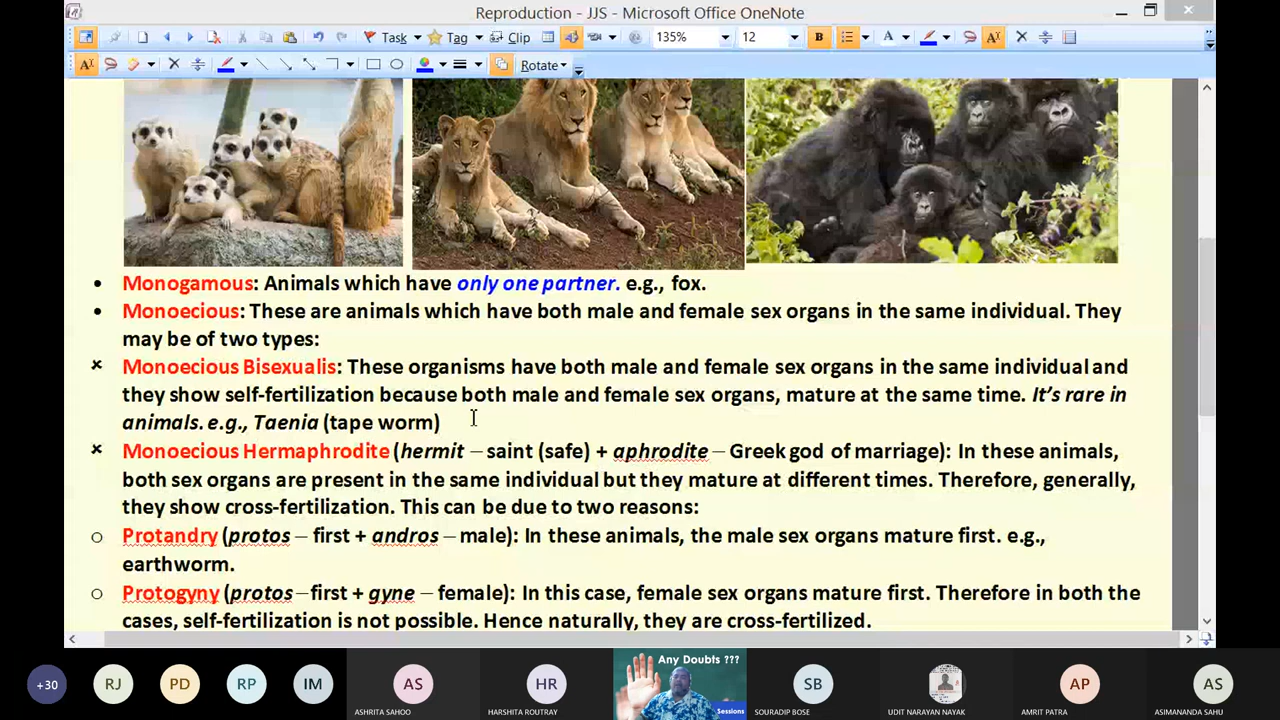 Reproduction - JJS - Microsoft Office OneNote
Task Tag Clip 135% 12 B A
Rotate
Monogamous: Animals which have only one partner. e.g., fox.
Monoecious: These are animals which have both male and female sex organs in the same individual. They
may be of two types:
Monoecious Bisexualis: These organisms have both male and female sex organs in the same individual and
they show self-fertilization because both male and female sex organs, mature at the same time. It's rare in
animals. e.g., Taenia (tape worm)
Monoecious Hermaphrodite (hermit – saint (safe) + aphrodite – Greek god of marriage): In these animals,
both sex organs are present in the same individual but they mature at different times. Therefore, generally,
they show cross-fertilization. This can be due to two reasons:
Protandry (protos – first + andros – male): In these animals, the male sex organs mature first. e.g.,
earthworm.
Protogyny (protos –first + gyne – female): In this case, female sex organs mature first. Therefore in both the
cases, self-fertilization is not possible. Hence naturally, they are cross-fertilized.
Any Doubts ???
Sessions
+30 RJ PD RP IM AS HR SB AP AS
ASHRITA SAHOO HARSHITA ROUTRAY SOURADIP BOSE UDIT NARAYAN NAYAK AMRIT PATRA ASIMANANDA SAHU